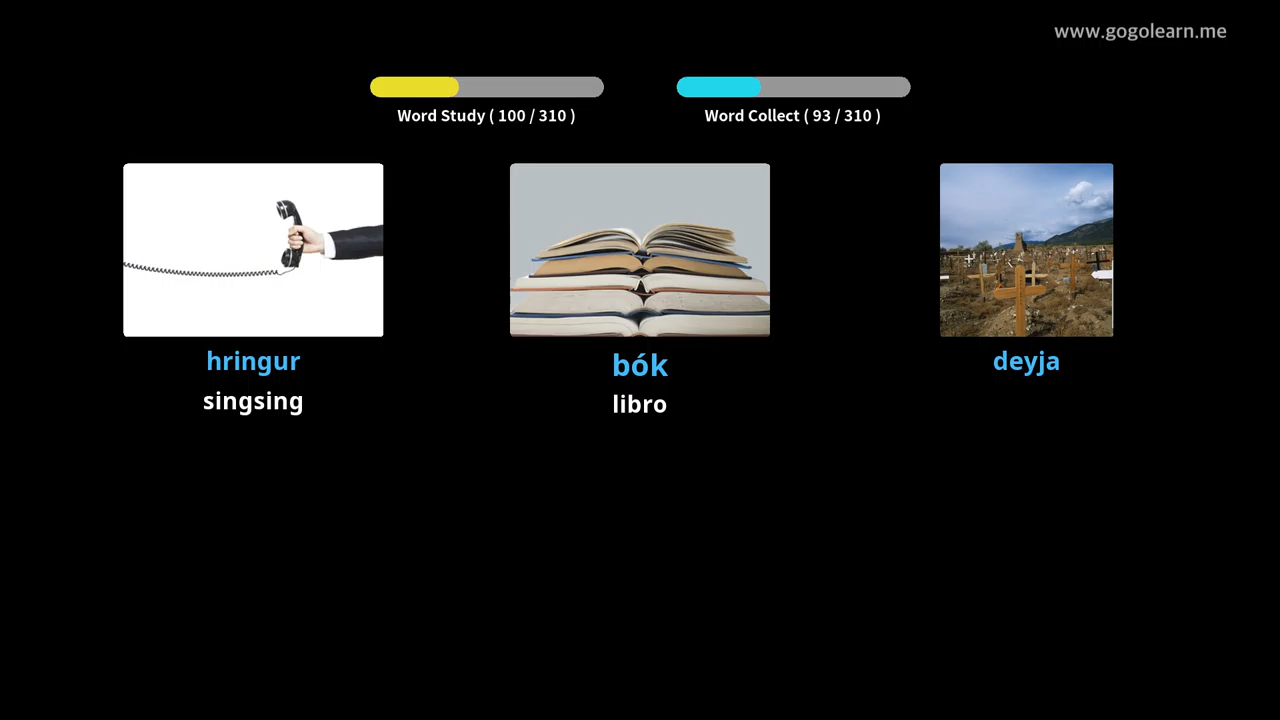 www.gogolearn.me
Word Study ( 100 / 310 )
Word Collect ( 93 / 310 )
hringur
singsing
bók
libro
deyja